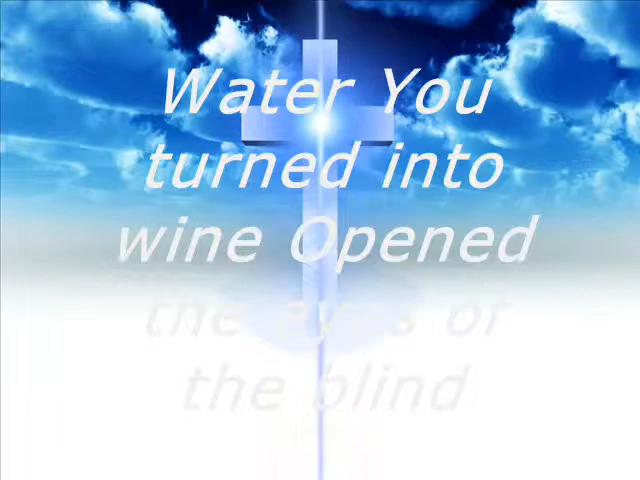 Water You
turned into
wine Opened
the eyes of
the blind